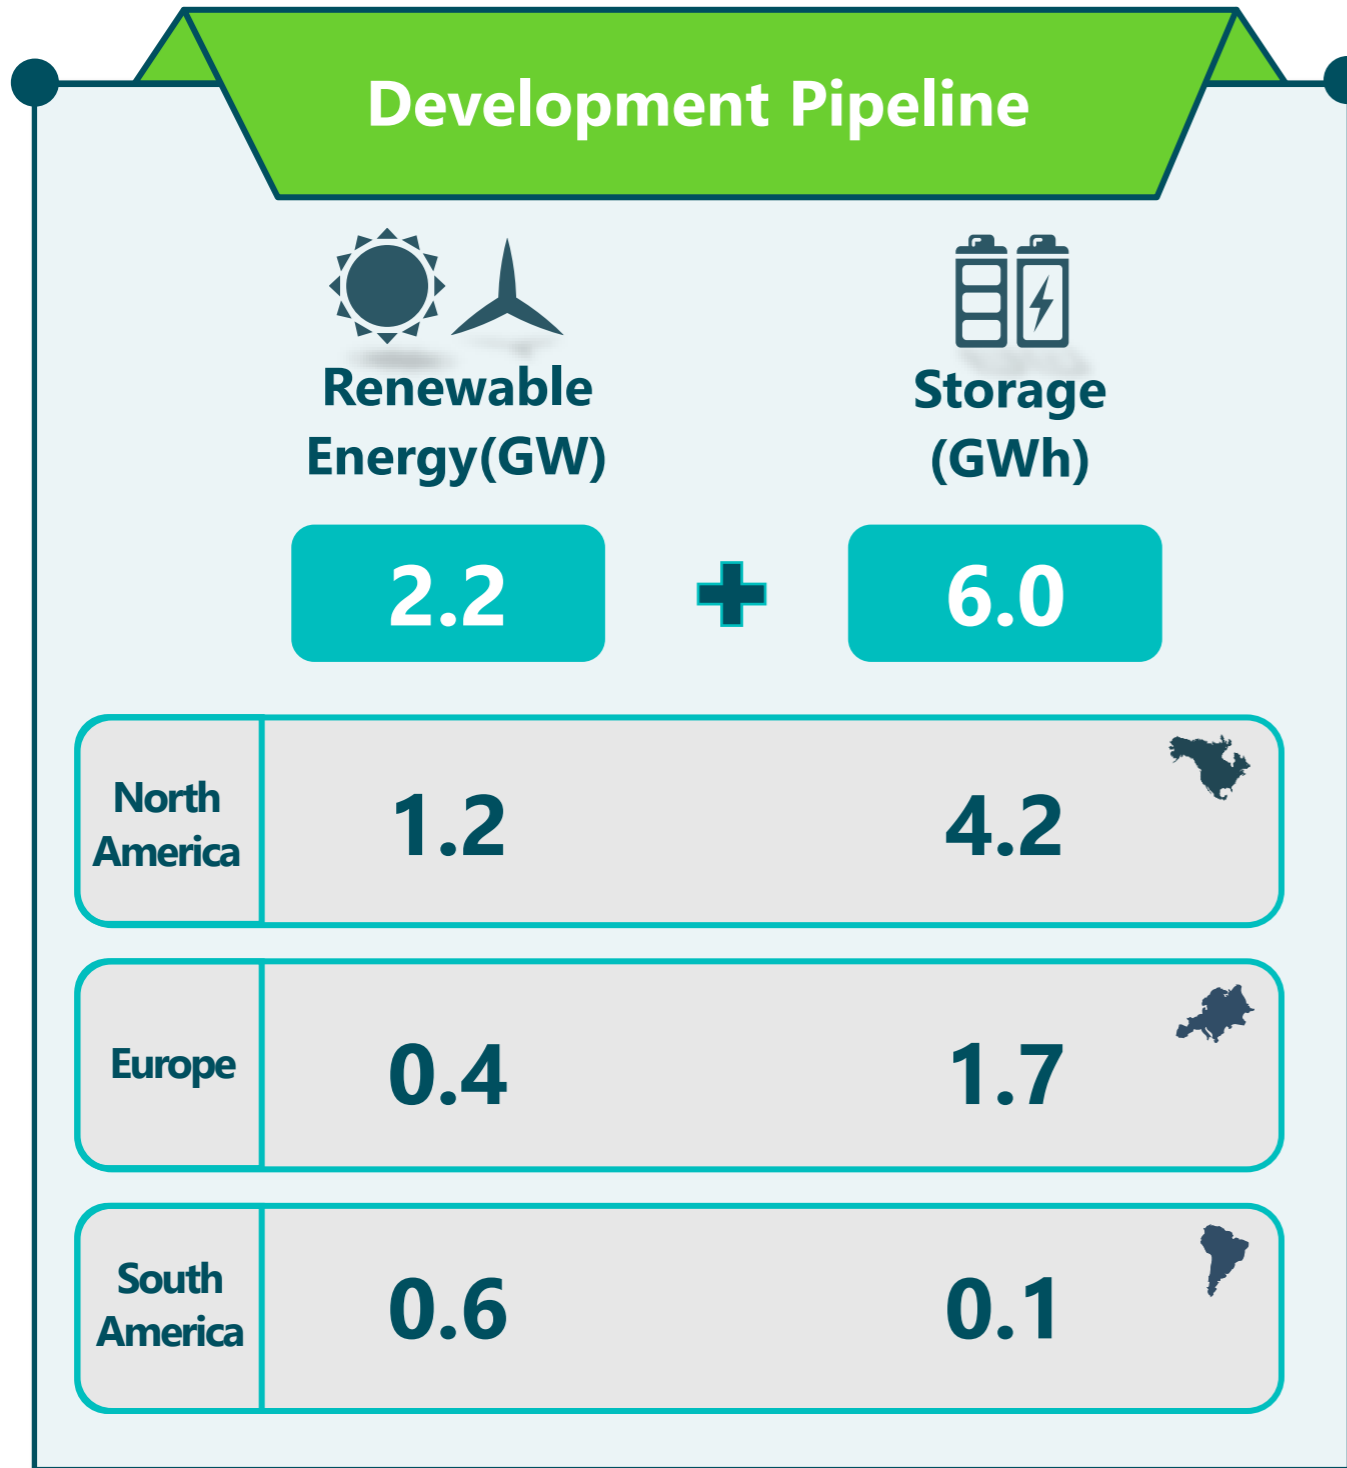 Development Pipeline
Renewable
Energy(GW)
Storage
(GWh)
2.2
6.0
North
America
1.2
4.2
Europe
0.4
1.7
South
America
0.6
0.1